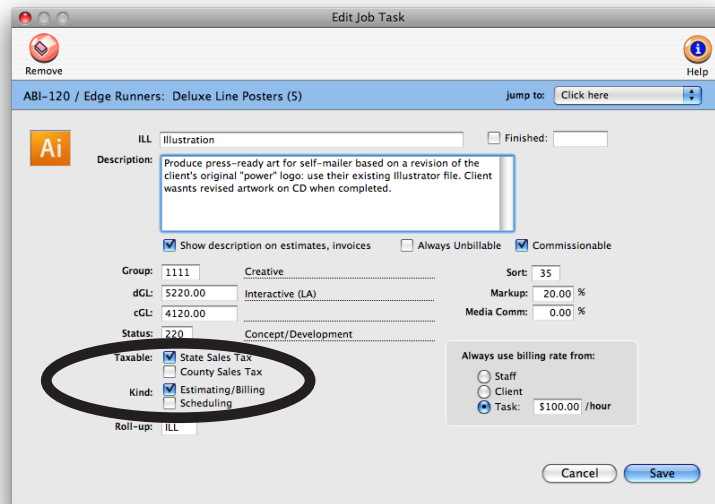 Edit Job Task
Remove
Help
ABI-120 / Edge Runners: Deluxe Line Posters (5)
jump to: Click here
Ai
ILL Illustration
Finished:
Description: Produce press-ready art for self-mailer based on a revision of the
client's original "power" logo: use their existing Illustrator file. Client
wasnts revised artwork on CD when completed.
Show description on estimates, invoices Always Unbillable Commissionable
Group: 1111 Creative Sort: 35
dGL: 5220.00 Interactive (LA) Markup: 20.00 %
cGL: 4120.00 Media Comm: 0.00 %
Status: 220 Concept/Development
Taxable: State Sales Tax
County Sales Tax
Kind: Estimating/Billing
Scheduling
Roll-up: ILL
Always use billing rate from:
Staff
Client
Task: $100.00 /hour
Cancel Save